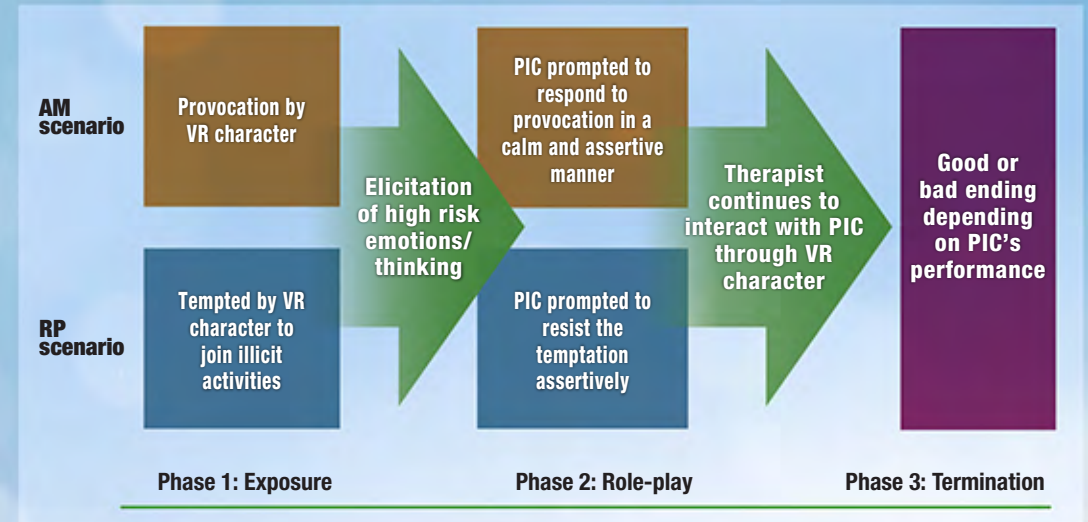 AM
scenario
Provocation by
VR character
Elicitation
of high risk
emotions/
thinking
PIC prompted to
respond to
provocation in a
calm and assertive
manner
Therapist
continues to
interact with PIC
through VR
character
Good or
bad ending
depending
on PIC's
performance
RP
scenario
Tempted by VR
character to
join illicit
activities
PIC prompted to
resist the
temptation
assertively
Phase 1: Exposure
Phase 2: Role-play
Phase 3: Termination